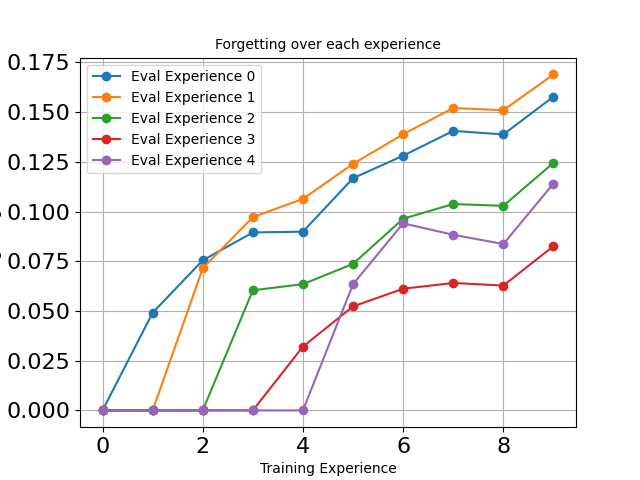 Forgetting over each experience
Eval Experience 0
Eval Experience 1
Eval Experience 2
Eval Experience 3
Eval Experience 4
0.175
0.150
0.125
0.100
0.075
0.050
0.025
0.000
0 2 4 6 8
Training Experience